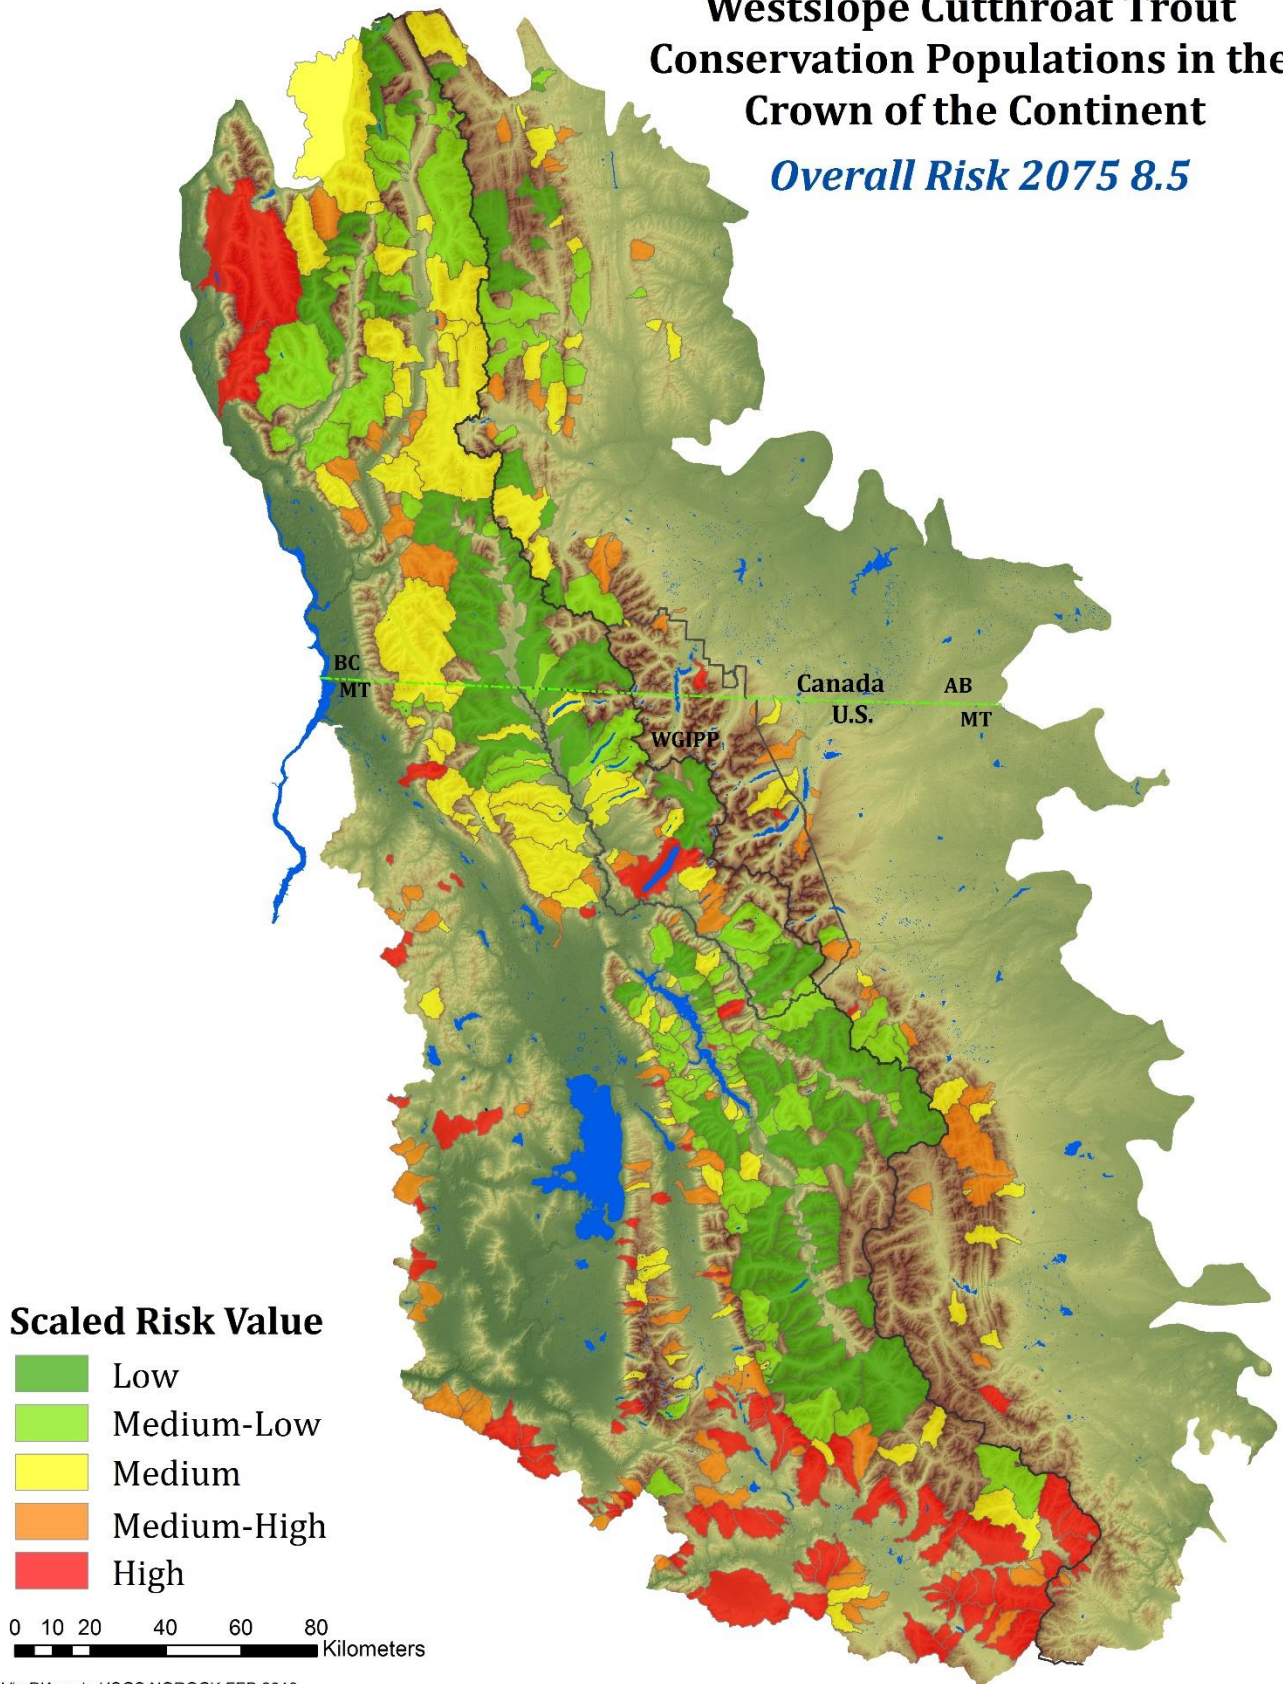 Westslope Cutthroat Trout
Conservation Populations in the
Crown of the Continent
Overall Risk 2075 8.5
BC
MT
Canada
AB
U.S.
MT
WGIPP
Scaled Risk Value
Low
Medium-Low
Medium
Medium-High
High
0 10 20 40 60 80
Kilometers